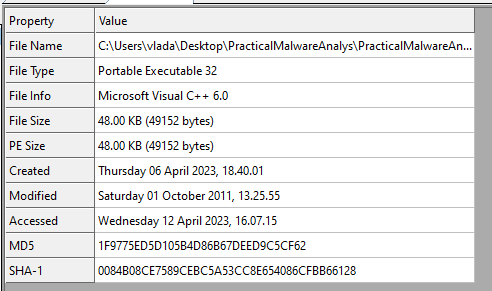 Property Value
File Name C:\Users\vlada\Desktop\PracticalMalwareAnalys\PracticalMalwareAn...
File Type Portable Executable 32
File Info Microsoft Visual C++ 6.0
File Size 48.00 KB (49152 bytes)
PE Size 48.00 KB (49152 bytes)
Created Thursday 06 April 2023, 18.40.01
Modified Saturday 01 October 2011, 13.25.55
Accessed Wednesday 12 April 2023, 16.07.15
MD5 1F9775ED5D105B4D86B67DEED9C5CF62
SHA-1 0084B08CE7589CEBC5A53CC8E654086CFBB66128